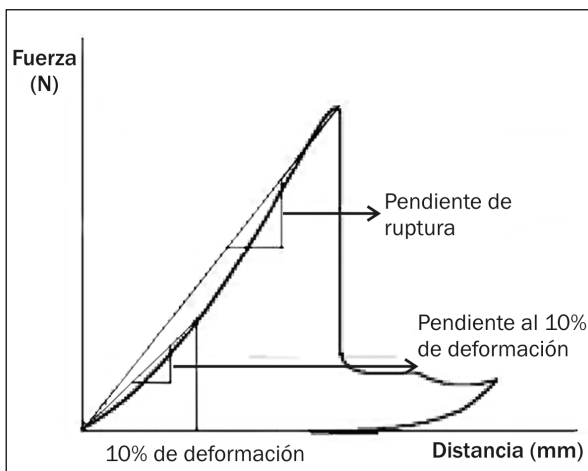 Fuerza
(N)
Pendiente de
ruptura
Pendiente al 10%
de deformación
10% de deformación
Distancia (mm)